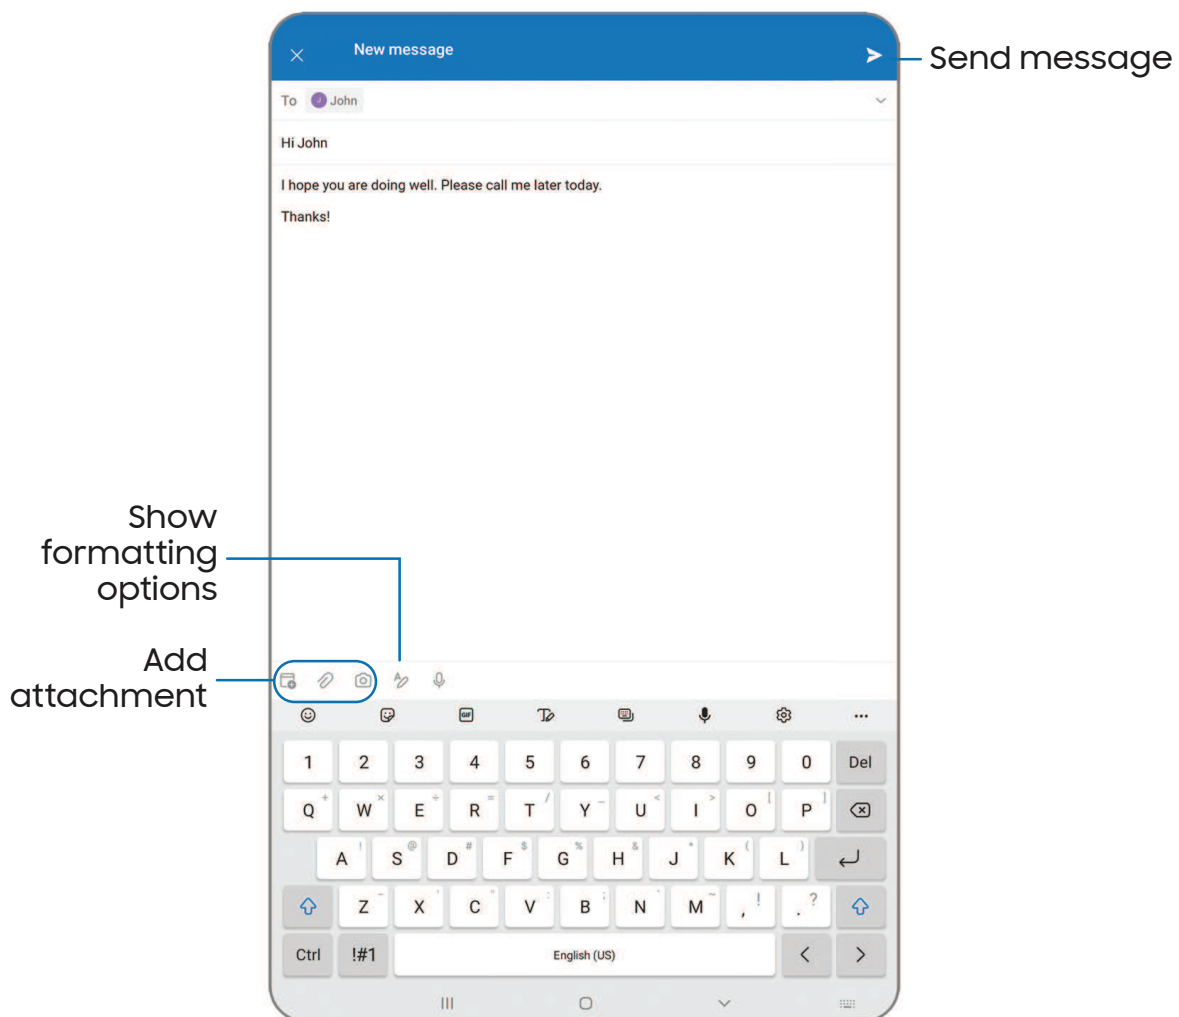 New message
Send message
To J John
Hi John
I hope you are doing well. Please call me later today.
Thanks!
Show
formatting
options
Add
attachment
GIF
1 2 3 4 5 6 7 8 9 0 Del
Q + W × E ÷ R = T / Y _ U < I > O [ P ]
A ! S @ D # F $ G % H & J * K ( L )
Z - X ' C " V : B ; N ` M ~ , ! . ?
Ctrl !#1 English (US) < >